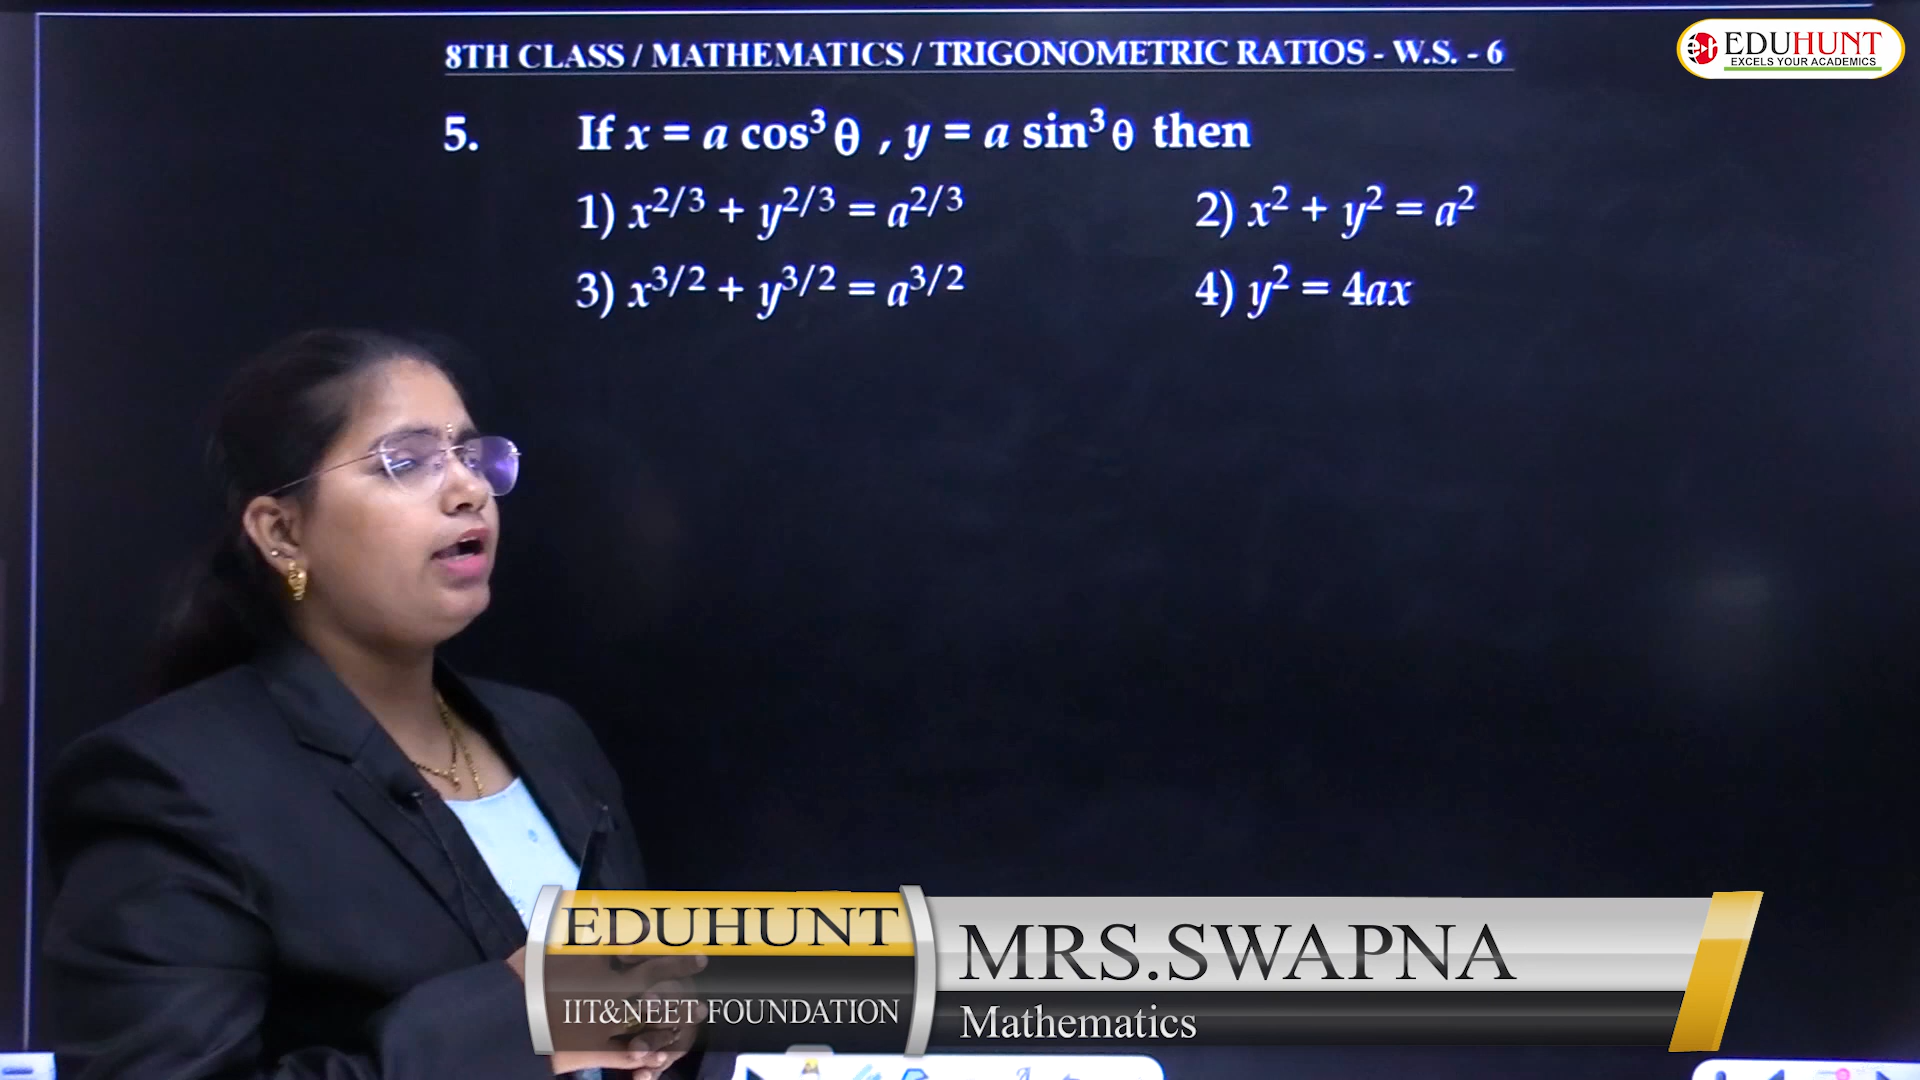 8TH CLASS / MATHEMATICS / TRIGONOMETRIC RATIOS - W.S. - 6
EDUHUNT
EXCELS YOUR ACADEMICS
5. If x = a cos³ θ , y = a sin³ θ then
1) x^2/3 + y^2/3 = a^2/3 2) x² + y² = a²
3) x^3/2 + y^3/2 = a^3/2 4) y² = 4ax
EDUHUNT
IIT&NEET FOUNDATION
MRS.SWAPNA
Mathematics